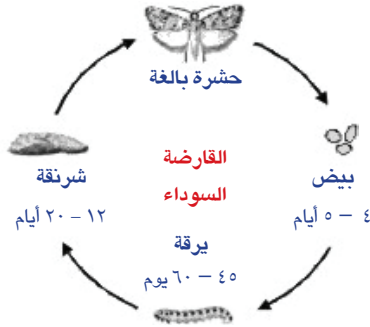 حشرة بالغة
بيض
٤ – ٥ أيام
يرقة
٤٥ – ٦٠ يوم
شرنقة
١٢ – ٢٠ أيام
القارضة
السوداء